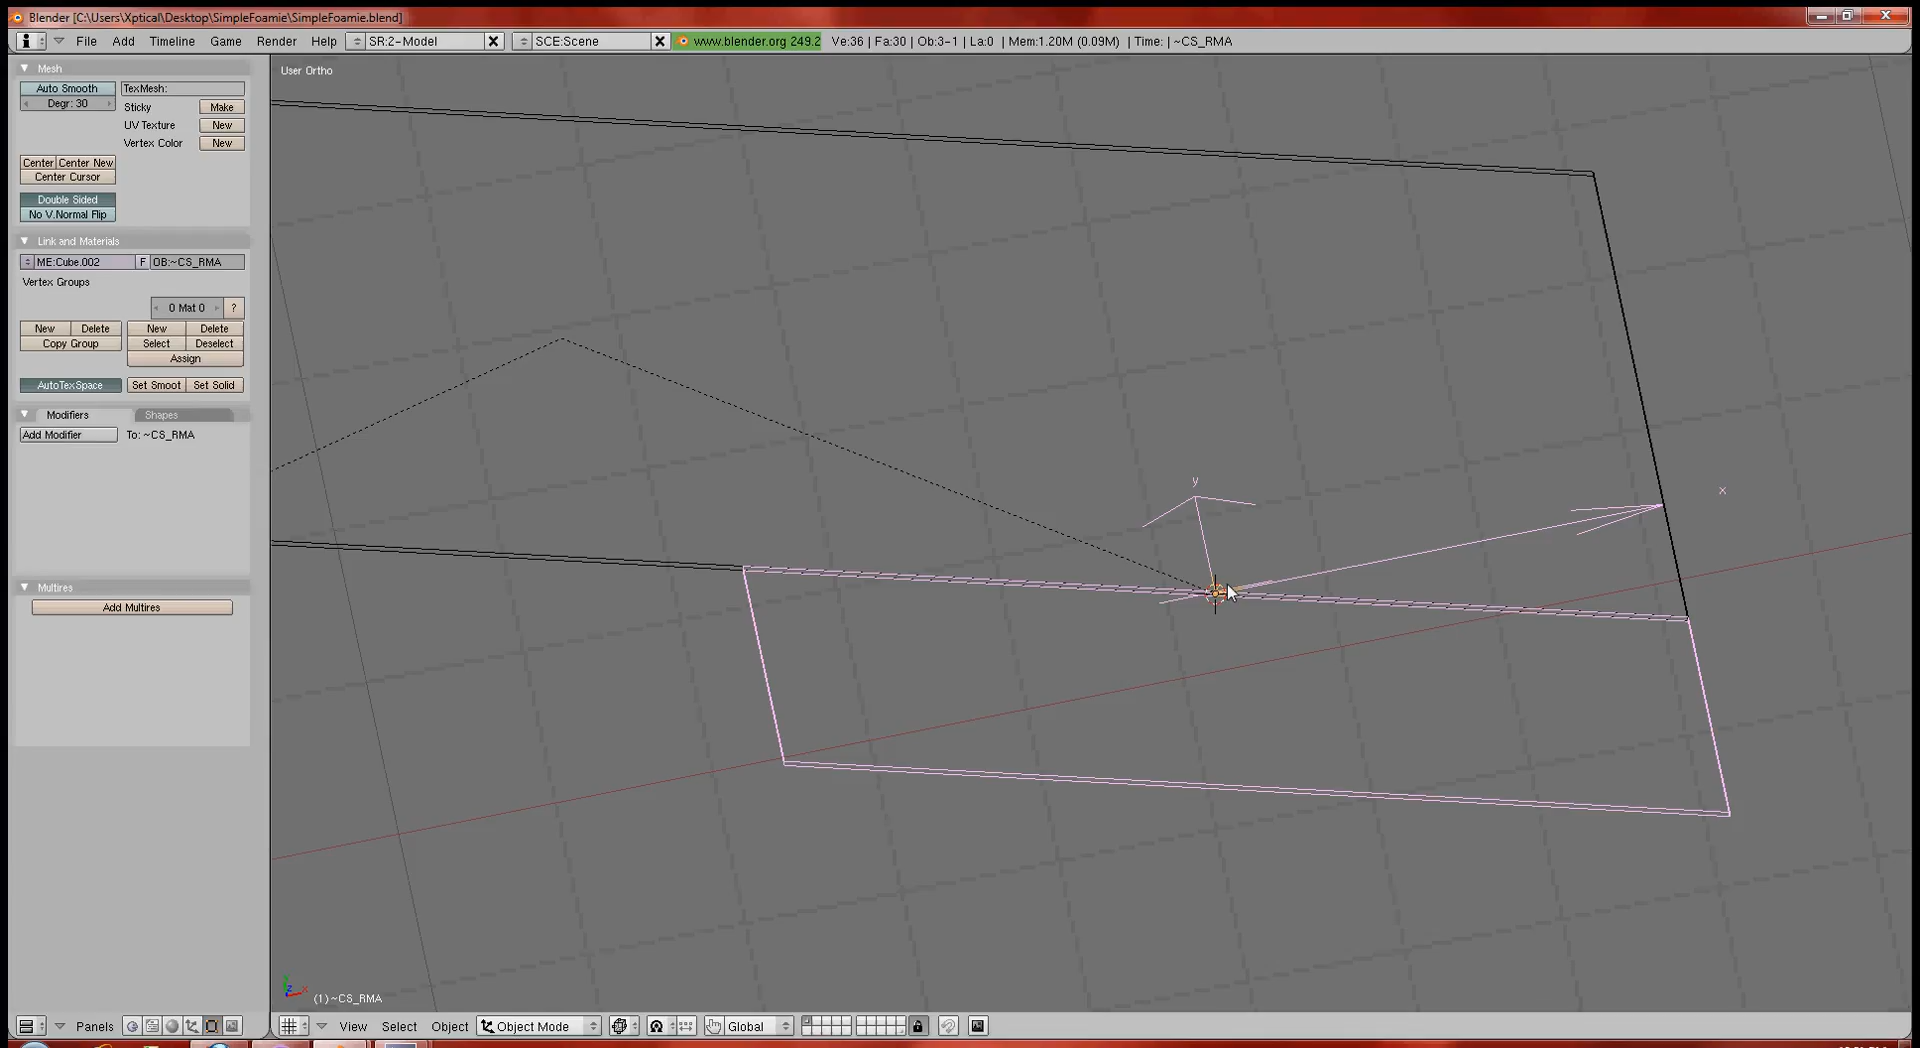 Blender [C:\Users\Xptical\Desktop\SimpleFoamie\SimpleFoamie.blend]
File Add Timeline Game Render Help SR:2-Model SCE:Scene www.blender.org 249.2 Ve:36 | Fa:30 | Ob:3-1 | La:0 | Mem:1.20M (0.09M) | Time: | ~CS_RMA
Mesh
User Ortho
Auto Smooth TexMesh:
Degr: 30 Sticky Make
UV Texture New
Vertex Color New
Center Center New
Center Cursor
Double Sided
No V.Normal Flip
Link and Materials
ME:Cube.002 F OB:~CS_RMA
Vertex Groups
0 Mat 0 ?
New Delete New Delete
Copy Group Select Deselect
Assign
AutoTexSpace Set Smoot Set Solid
Modifiers Shapes
Add Modifier To: ~CS_RMA
y
x
Multires
Add Multires
z x
(1) ~CS_RMA
Panels View Select Object Object Mode Global